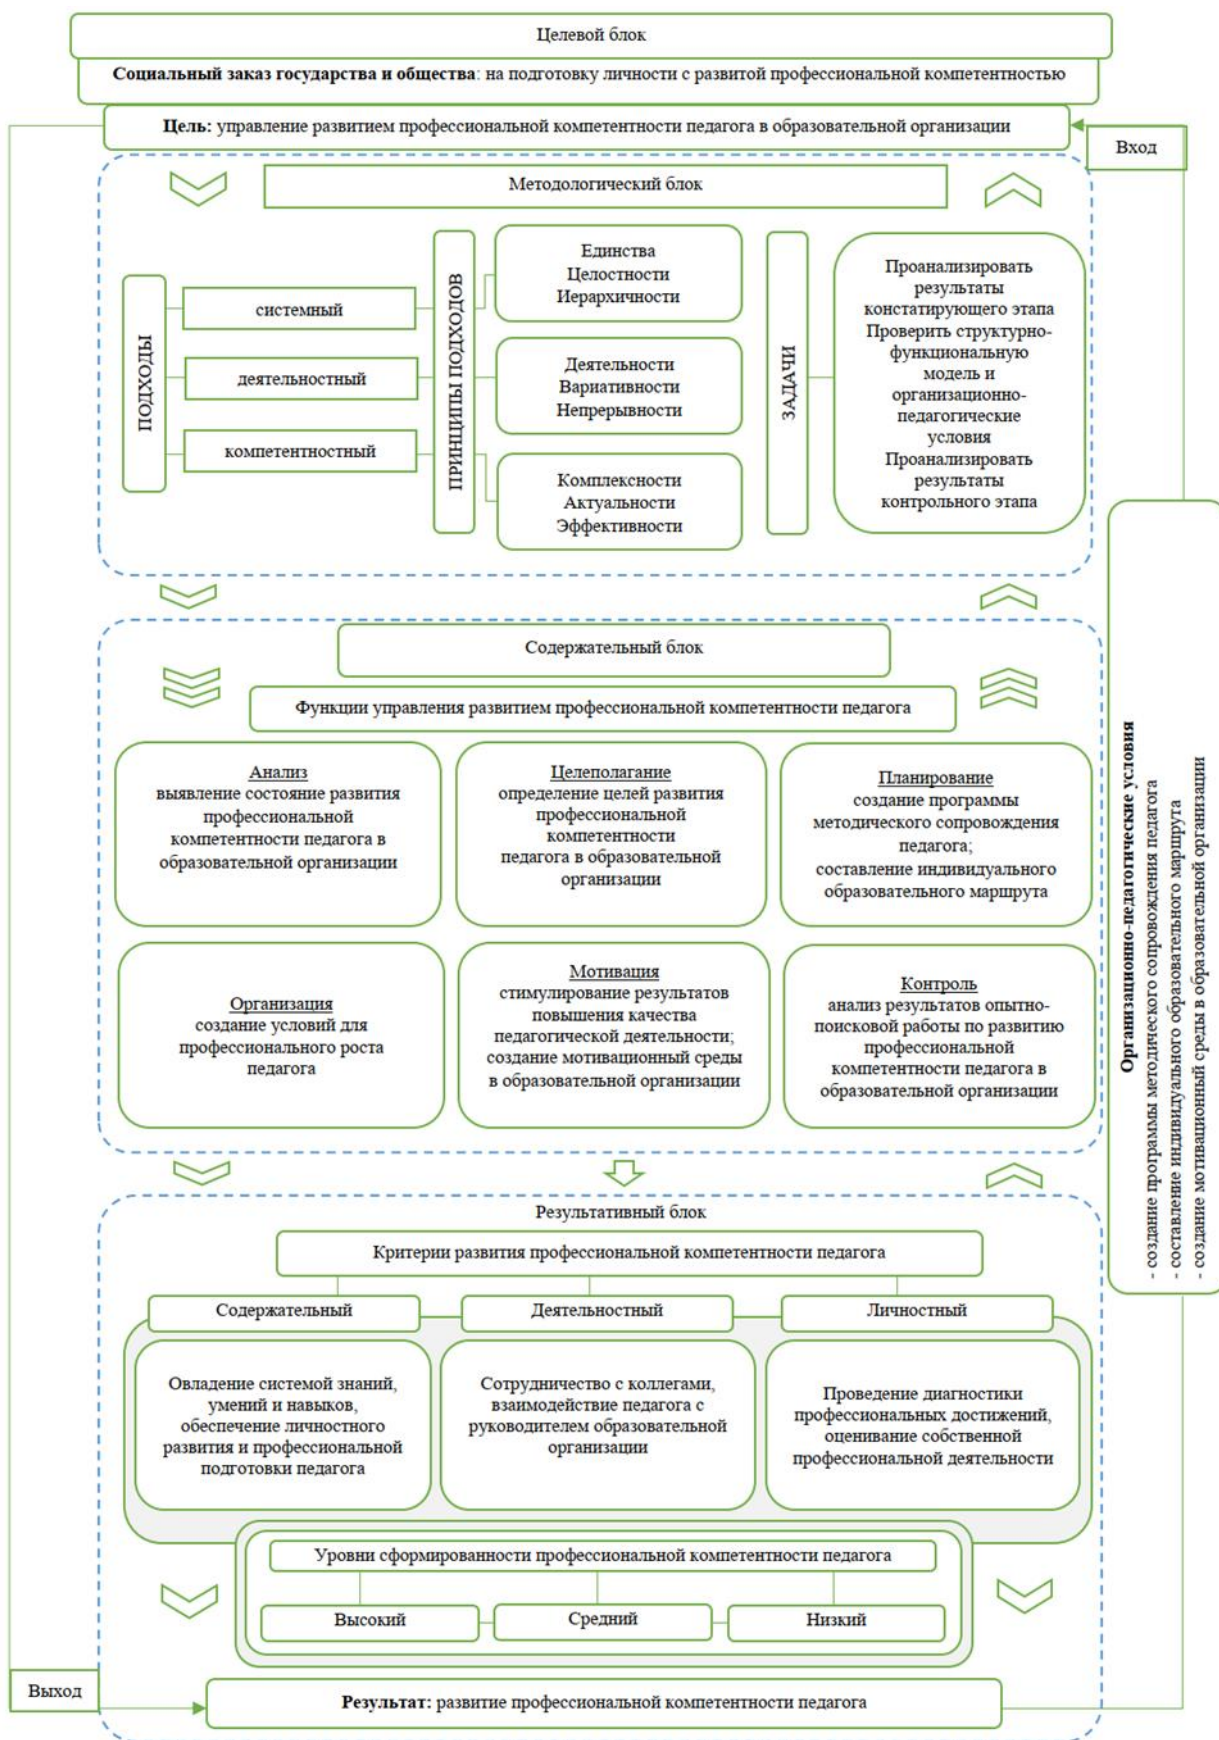 Целевой блок
Социальный заказ государства и общества: на подготовку личности с развитой профессиональной компетентностью
Цель: управление развитием профессиональной компетентности педагога в образовательной организации
Вход
Методологический блок
ПОДХОДЫ
системный
деятельностный
компетентностный
ПРИНЦИПЫ ПОДХОДОВ
Единства
Целостности
Иерархичности
Деятельности
Вариативности
Непрерывности
Комплексности
Актуальности
Эффективности
ЗАДАЧИ
Проанализировать
результаты
констатирующего этапа
Проверить структурно-
функциональную
модель и
организационно-
педагогические
условия
Проанализировать
результаты
контрольного этапа
Содержательный блок
Функции управления развитием профессиональной компетентности педагога
Анализ
выявление состояние развития
профессиональной
компетентности педагога в
образовательной организации
Целеполагание
определение целей развития
профессиональной
компетентности
педагога в образовательной
организации
Планирование
создание программы
методического сопровождения
педагога;
составление индивидуального
образовательного маршрута
Организация
создание условий для
профессионального роста
педагога
Мотивация
стимулирование результатов
повышения качества
педагогической деятельности;
создание мотивационный среды
в образовательной организации
Контроль
анализ результатов опытно-
поисковой работы по развитию
профессиональной
компетентности педагога в
образовательной организации
Организационно-педагогические условия
- создание программы методического сопровождения педагога
- составление индивидуального образовательного маршрута
- создание мотивационный среды в образовательной организации
Результативный блок
Критерии развития профессиональной компетентности педагога
Содержательный
Деятельностный
Личностный
Овладение системой знаний,
умений и навыков,
обеспечение личностного
развития и профессиональной
подготовки педагога
Сотрудничество с коллегами,
взаимодействие педагога с
руководителем образовательной
организации
Проведение диагностики
профессиональных достижений,
оценивание собственной
профессиональной деятельности
Уровни сформированности профессиональной компетентности педагога
Высокий
Средний
Низкий
Выход
Результат: развитие профессиональной компетентности педагога